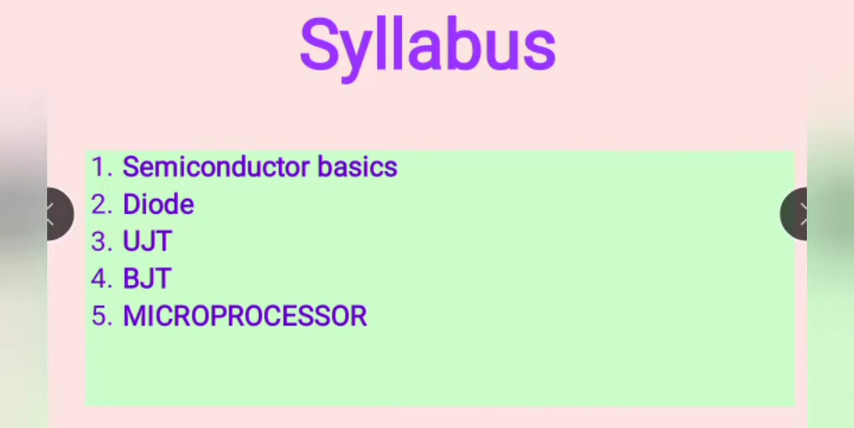 Syllabus
1. Semiconductor basics
2. Diode
3. UJT
4. BJT
5. MICROPROCESSOR